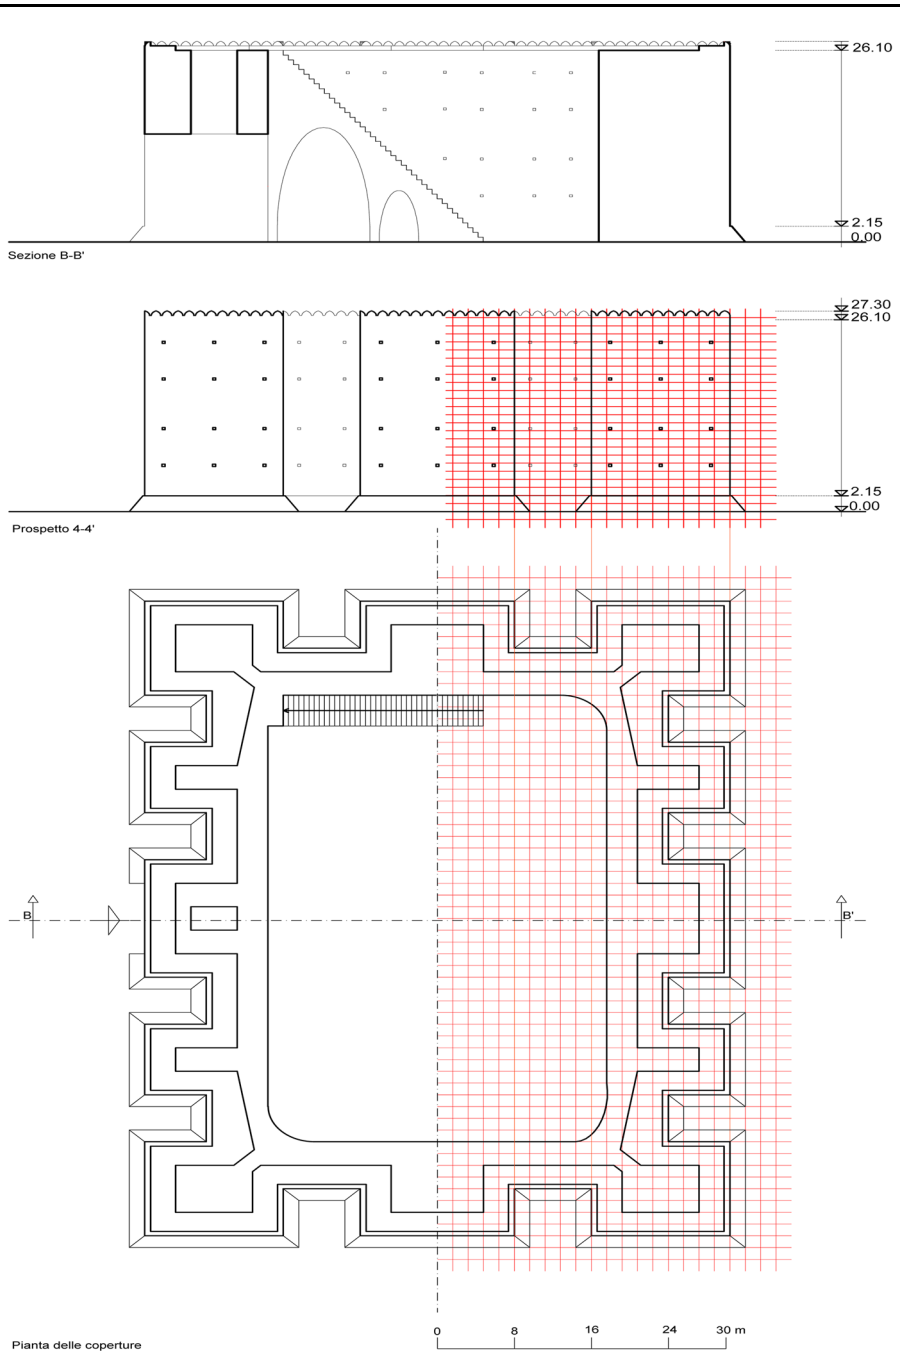 26.10
2.15
0.00
Sezione B-B'
27.30
26.10
2.15
0.00
Prospetto 4-4'
B
B'
Pianta delle coperture
0 8 16 24 30 m